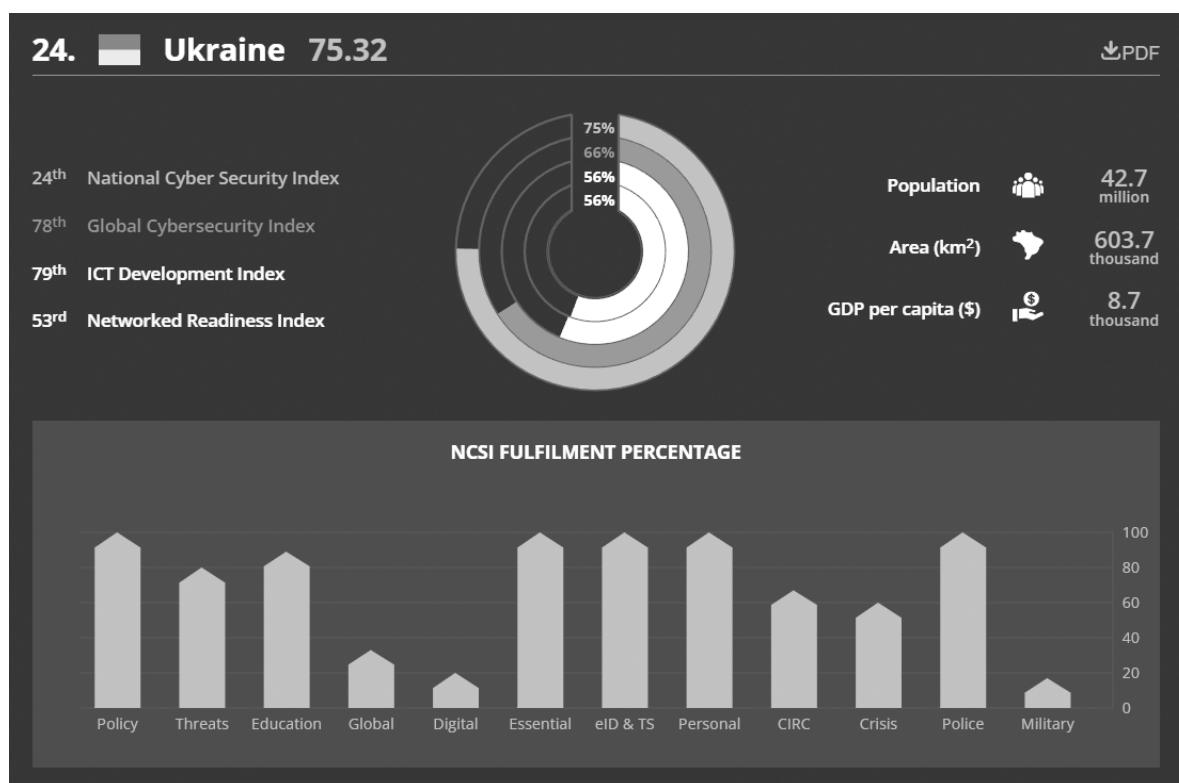 24. Ukraine 75.32
PDF
24th National Cyber Security Index
78th Global Cybersecurity Index
79th ICT Development Index
53rd Networked Readiness Index
75%
66%
56%
56%
Population 42.7 million
Area (km²) 603.7 thousand
GDP per capita ($) 8.7 thousand
NCSI FULFILMENT PERCENTAGE
100
80
60
40
20
0
Policy Threats Education Global Digital Essential eID & TS Personal CIRC Crisis Police Military